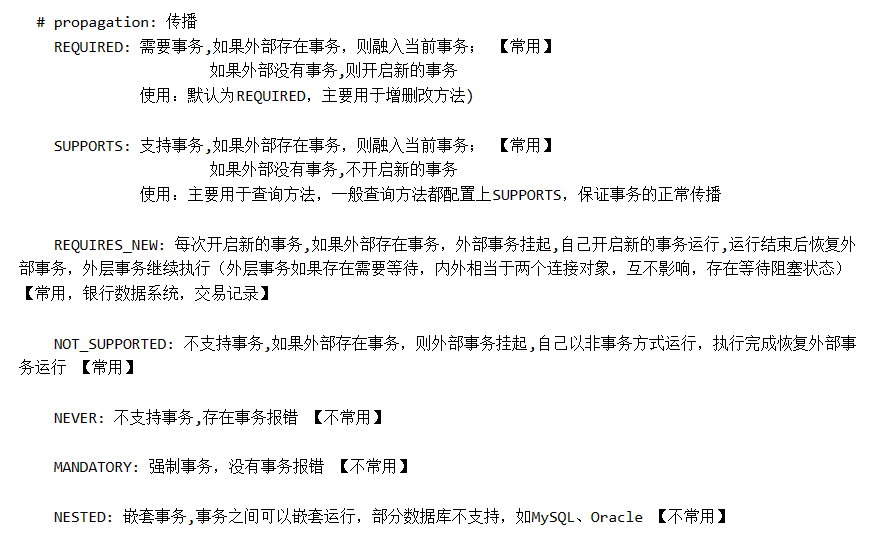 # propagation: 传播
REQUIRED: 需要事务,如果外部存在事务，则融入当前事务； 【常用】
如果外部没有事务,则开启新的事务
使用：默认为REQUIRED，主要用于增删改方法)
SUPPORTS: 支持事务,如果外部存在事务，则融入当前事务； 【常用】
如果外部没有事务,不开启新的事务
使用：主要用于查询方法，一般查询方法都配置上SUPPORTS，保证事务的正常传播
REQUIRES_NEW: 每次开启新的事务,如果外部存在事务，外部事务挂起,自己开启新的事务运行,运行结束后恢复外
部事务，外层事务继续执行（外层事务如果存在需要等待，内外相当于两个连接对象，互不影响，存在等待阻塞状态）
【常用，银行数据系统，交易记录】
NOT_SUPPORTED: 不支持事务,如果外部存在事务，则外部事务挂起,自己以非事务方式运行，执行完成恢复外部事
务运行 【常用】
NEVER: 不支持事务,存在事务报错 【不常用】
MANDATORY: 强制事务，没有事务报错 【不常用】
NESTED: 嵌套事务,事务之间可以嵌套运行，部分数据库不支持，如MySQL、Oracle 【不常用】